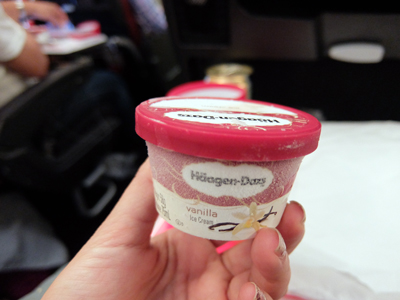 Häagen-Dazs
Häagen-Dazs
vanilla
Ice Cream